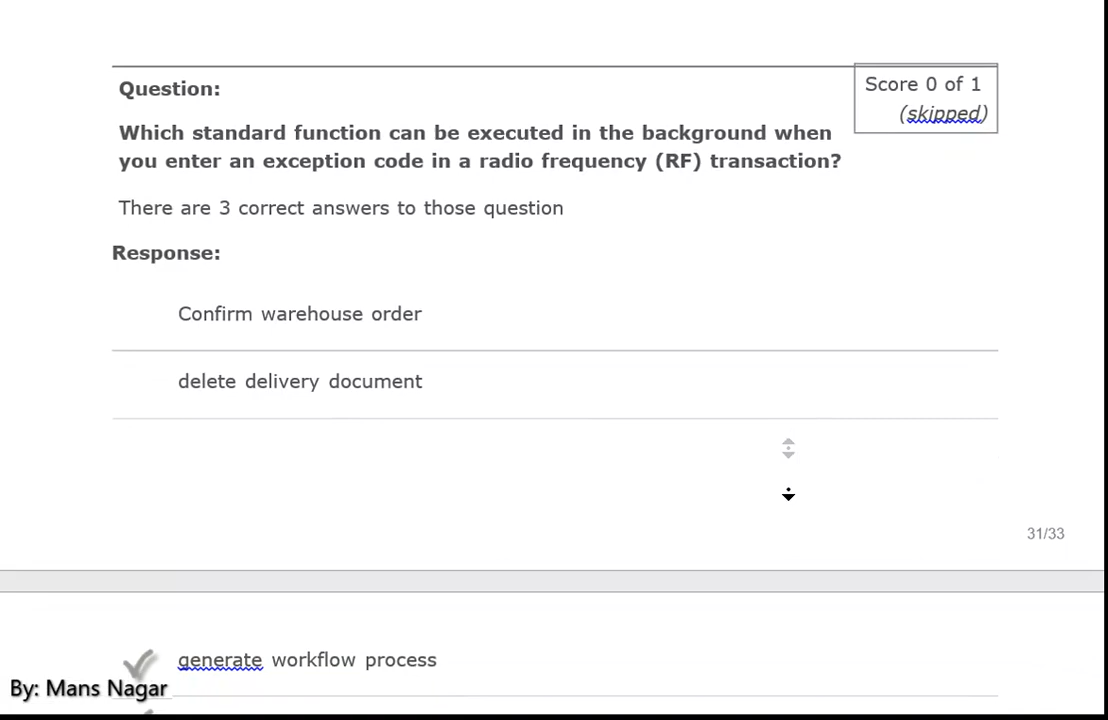 Question:
Score 0 of 1
(skipped)
Which standard function can be executed in the background when
you enter an exception code in a radio frequency (RF) transaction?
There are 3 correct answers to those question
Response:
Confirm warehouse order
delete delivery document
31/33
generate workflow process
By: Mans Nagar